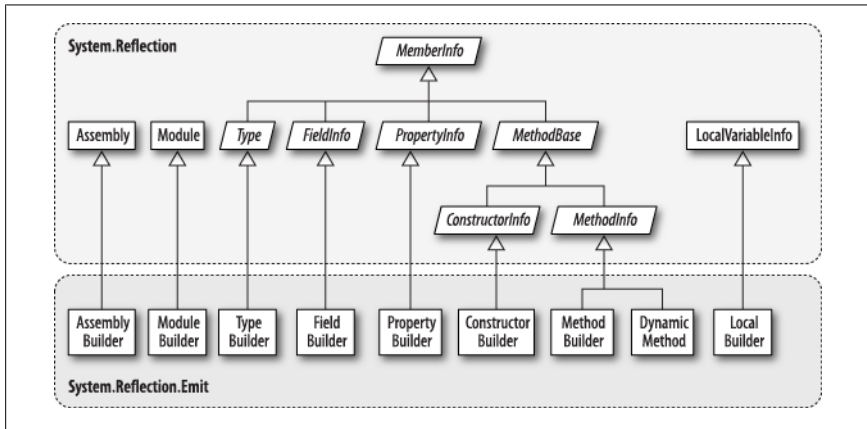 System.Reflection
MemberInfo
Assembly
Module
Type
FieldInfo
PropertyInfo
MethodBase
LocalVariableInfo
ConstructorInfo
MethodInfo
Assembly
Builder
Module
Builder
Type
Builder
Field
Builder
Property
Builder
Constructor
Builder
Method
Builder
Dynamic
Method
Local
Builder
System.Reflection.Emit